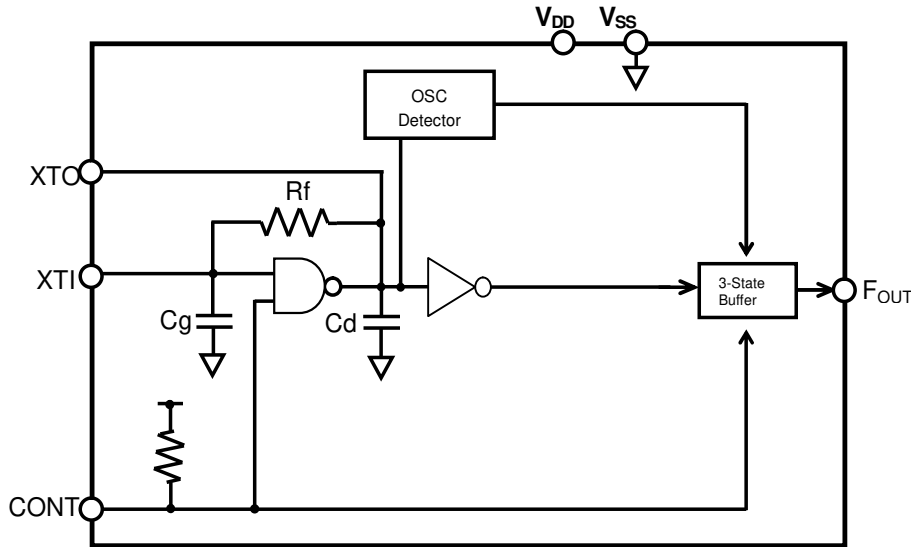 VDD VSS
OSC
Detector
XTO
Rf
XTI
3-State
Buffer
FOUT
Cg
Cd
CONT